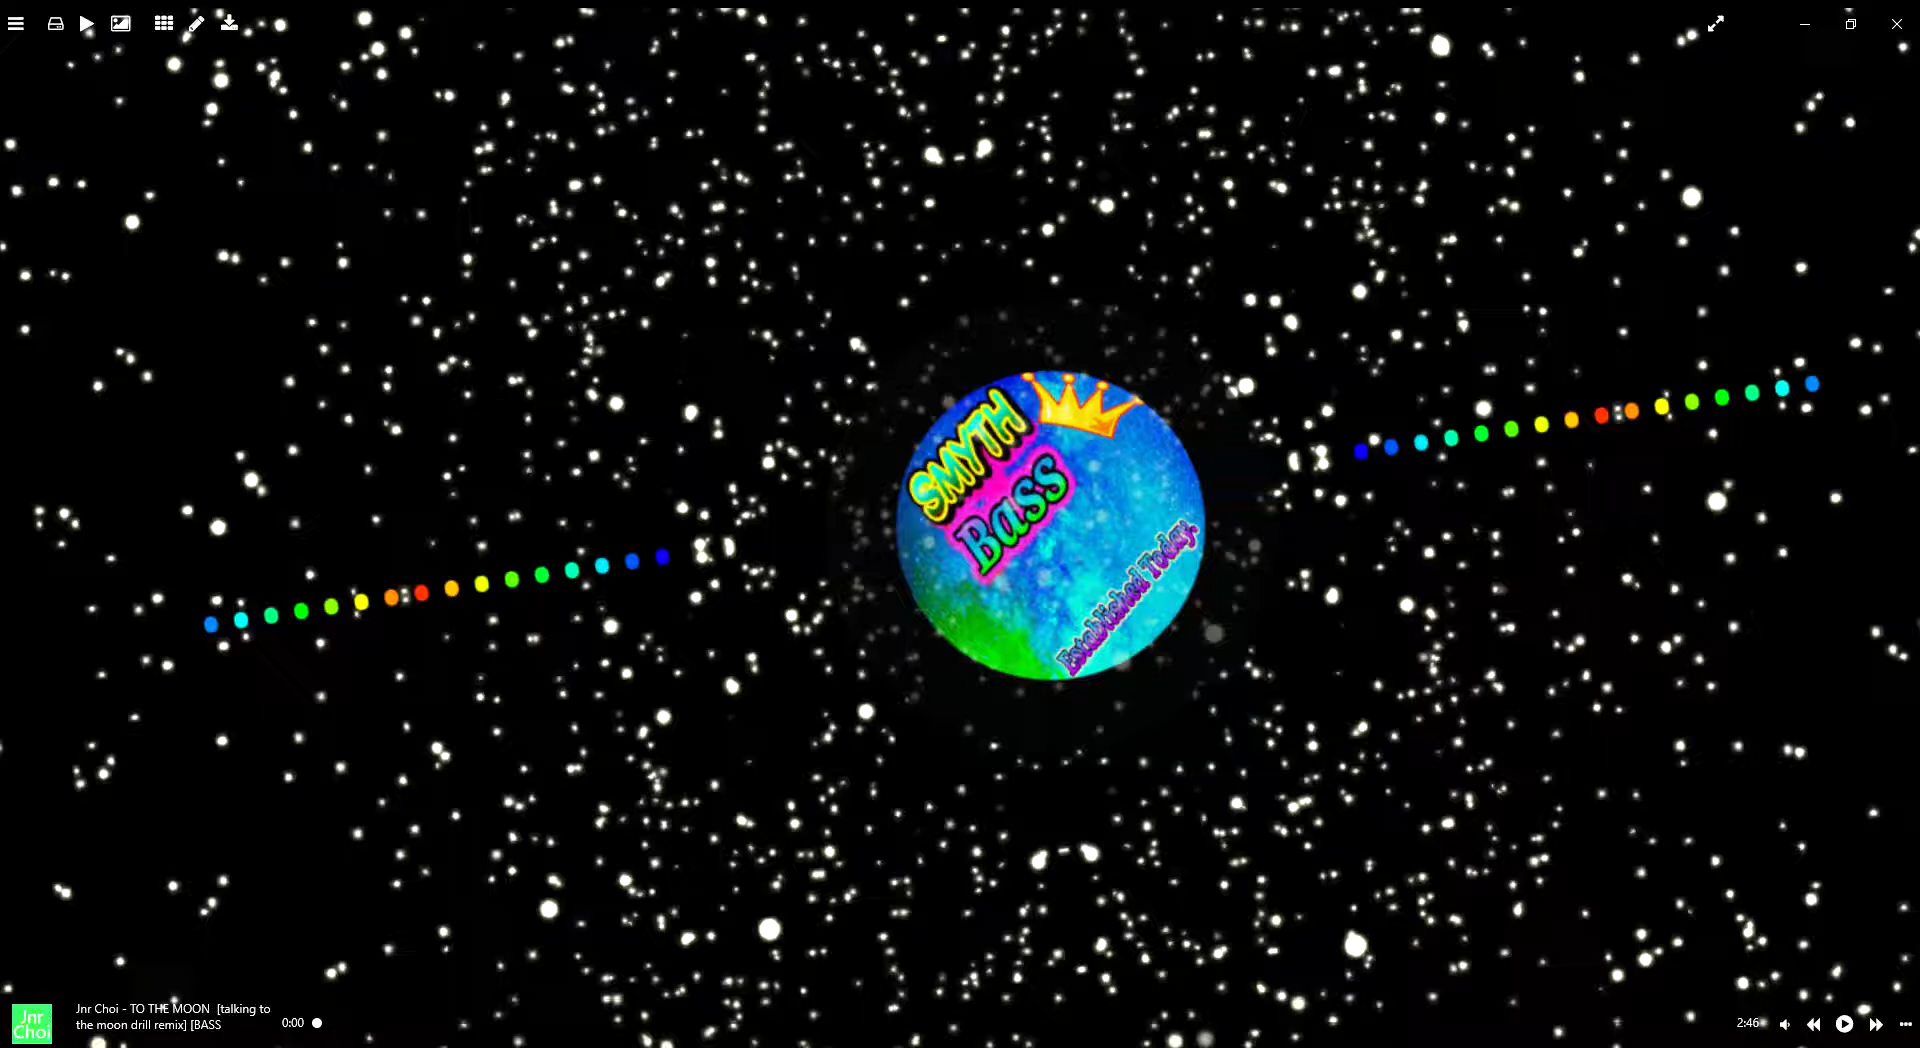 SMYTH
Bass
Established Today.
Jnr Choi - TO THE MOON [talking to
the moon drill remix] [BASS
0:00
2:46
Jnr
Choi